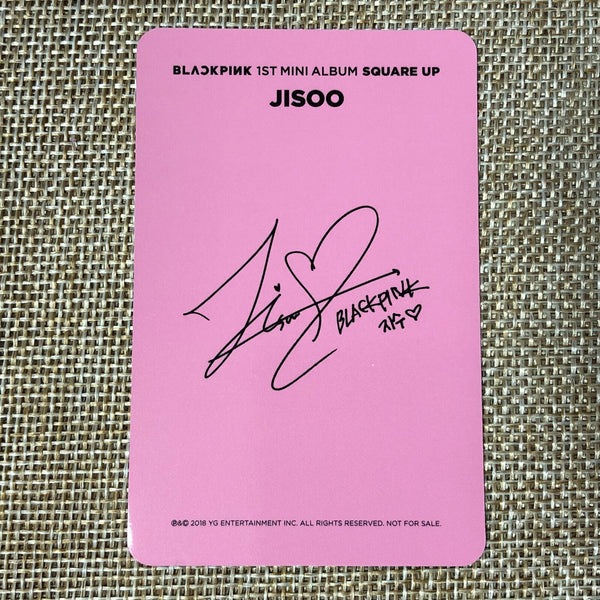 BLACKPINK 1ST MINI ALBUM SQUARE UP
JISOO
Jisoo
BLACKPINK
지수♡
℗&© 2018 YG ENTERTAINMENT INC. ALL RIGHTS RESERVED. NOT FOR SALE.